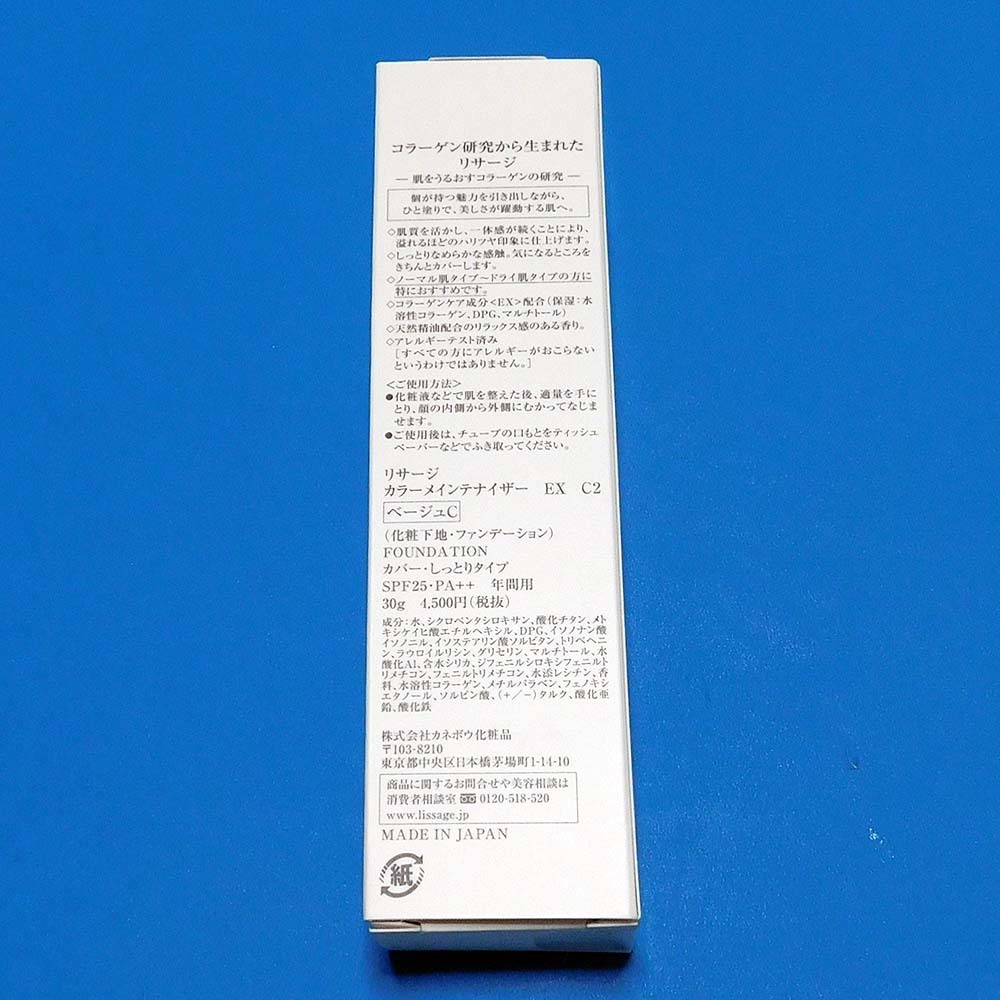 コラーゲン研究から生まれた
リサージ
― 肌をうるおすコラーゲンの研究 ―
個が持つ魅力を引き出しながら、
ひと塗りで、美しさが躍動する肌へ。
◇肌質を活かし、一体感が続くことにより、
溢れるほどのハリツヤ印象に仕上げます。
◇しっとりなめらかな感触。気になるところを
きちんとカバーします。
◇ノーマル肌タイプ～ドライ肌タイプの方に
特におすすめです。
◇コラーゲンケア成分<EX>配合(保湿:水
溶性コラーゲン、DPG、マルチトール)
◇天然精油配合のリラックス感のある香り。
◇アレルギーテスト済み
[すべての方にアレルギーがおこらない
というわけではありません。]
<ご使用方法>
●化粧液などで肌を整えた後、適量を手に
とり、顔の内側から外側にむかってなじま
せます。
●ご使用後は、チューブの口もとをティッシュ
ペーパーなどでふき取ってください。
リサージ
カラーメインテナイザー EX C2
ベージュC
(化粧下地・ファンデーション)
FOUNDATION
カバー・しっとりタイプ
SPF25・PA++ 年間用
30g 4,500円(税抜)
成分:水、シクロペンタシロキサン、酸化チタン、メト
キシケイヒ酸エチルヘキシル、DPG、イソノナン酸
イソノニル、イソステアリン酸ソルビタン、トリベヘニ
ン、ラウロイルリシン、グリセリン、マルチトール、水
酸化Al、含水シリカ、ジフェニルシロキシフェニルト
リメチコン、フェニルトリメチコン、水添レシチン、香
料、水溶性コラーゲン、メチルパラベン、フェノキシ
エタノール、ソルビン酸、(+/−)タルク、酸化亜
鉛、酸化鉄
株式会社カネボウ化粧品
〒103-8210
東京都中央区日本橋茅場町1-14-10
商品に関するお問合せや美容相談は
消費者相談室 0120-518-520
www.lissage.jp/
MADE IN JAPAN
紙